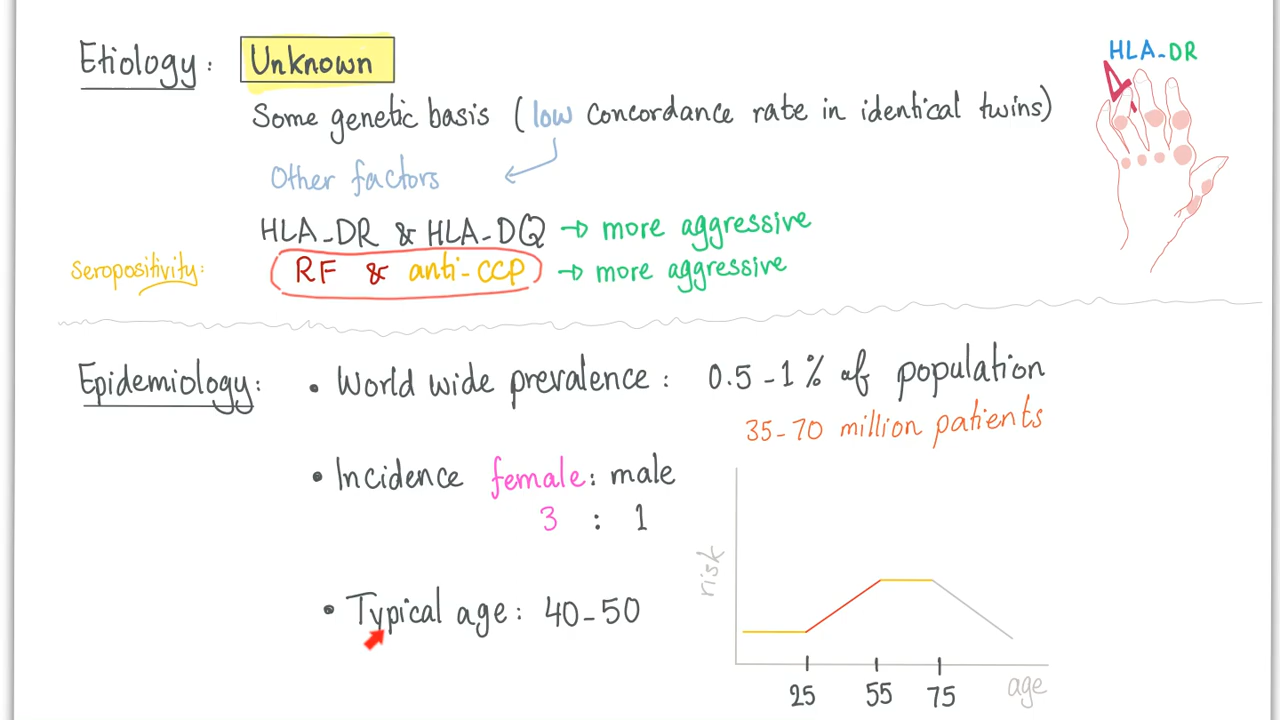 Etiology: Unknown
HLA-DR
4
Some genetic basis (low concordance rate in identical twins)
Other factors
HLA-DR & HLA-DQ → more aggressive
Seropositivity: RF & anti-CCP → more aggressive
Epidemiology: • World wide prevalence: 0.5-1% of population
35-70 million patients
• Incidence female: male
3 : 1
• Typical age: 40-50
risk
25 55 75 age